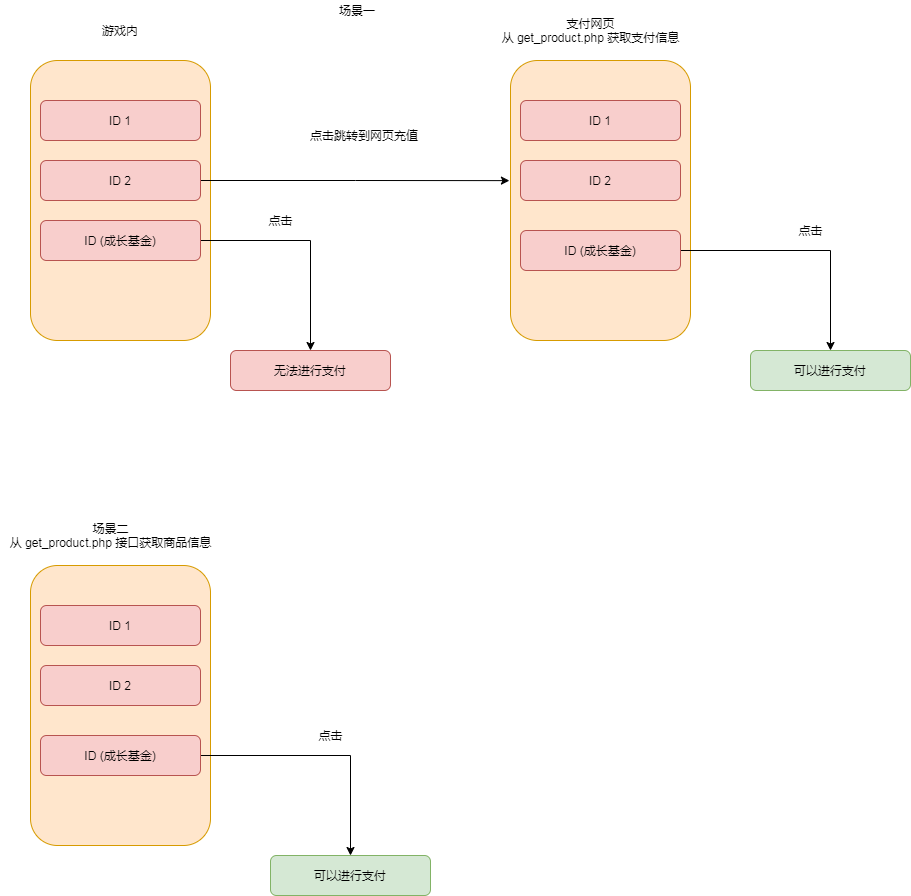 场景一
游戏内
支付网页
从 get_product.php 获取支付信息
ID 1
ID 1
点击跳转到网页充值
ID 2
ID 2
点击
点击
ID (成长基金)
ID (成长基金)
无法进行支付
可以进行支付
场景二
从 get_product.php 接口获取商品信息
ID 1
ID 2
点击
ID (成长基金)
可以进行支付